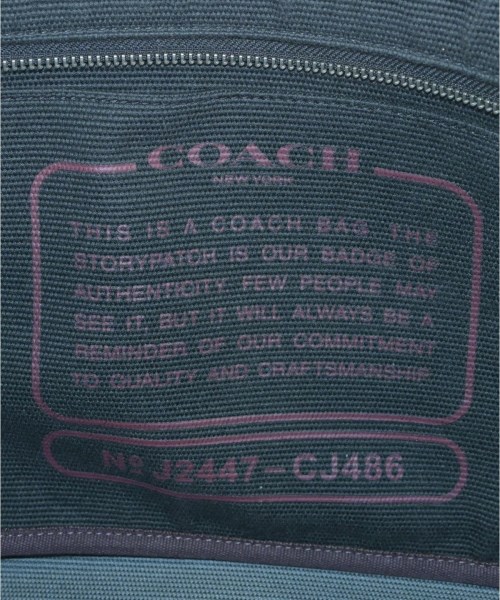 COACH
NEW YORK
THIS IS A COACH BAG. THE
STORYPATCH IS OUR BADGE OF
AUTHENTICITY. FEW PEOPLE MAY
SEE IT, BUT IT WILL ALWAYS BE A
REMINDER OF OUR COMMITMENT
TO QUALITY AND CRAFTSMANSHIP.
Nº J2447-CJ486